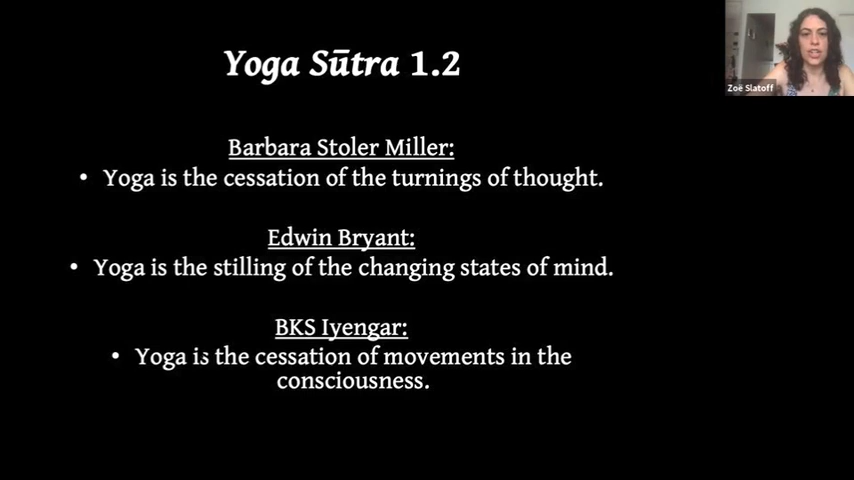 Yoga Sūtra 1.2
Zoë Slatoff
Barbara Stoler Miller:
• Yoga is the cessation of the turnings of thought.
Edwin Bryant:
• Yoga is the stilling of the changing states of mind.
BKS Iyengar:
• Yoga is the cessation of movements in the
consciousness.